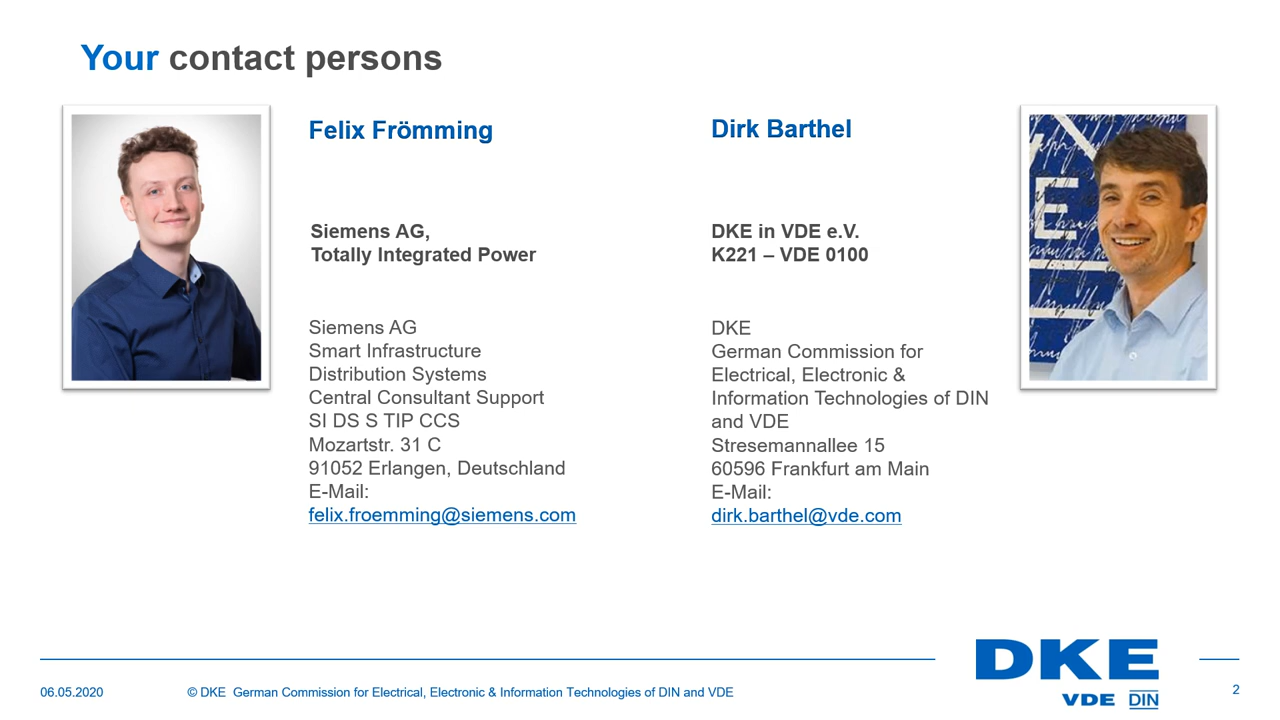 Your contact persons
Felix Frömming
Siemens AG,
Totally Integrated Power
Siemens AG
Smart Infrastructure
Distribution Systems
Central Consultant Support
SI DS S TIP CCS
Mozartstr. 31 C
91052 Erlangen, Deutschland
E-Mail:
felix.froemming@siemens.com
Dirk Barthel
DKE in VDE e.V.
K221 – VDE 0100
DKE
German Commission for
Electrical, Electronic &
Information Technologies of DIN
and VDE
Stresemannallee 15
60596 Frankfurt am Main
E-Mail:
dirk.barthel@vde.com
E
DKE
VDE DIN
06.05.2020
© DKE German Commission for Electrical, Electronic & Information Technologies of DIN and VDE
2